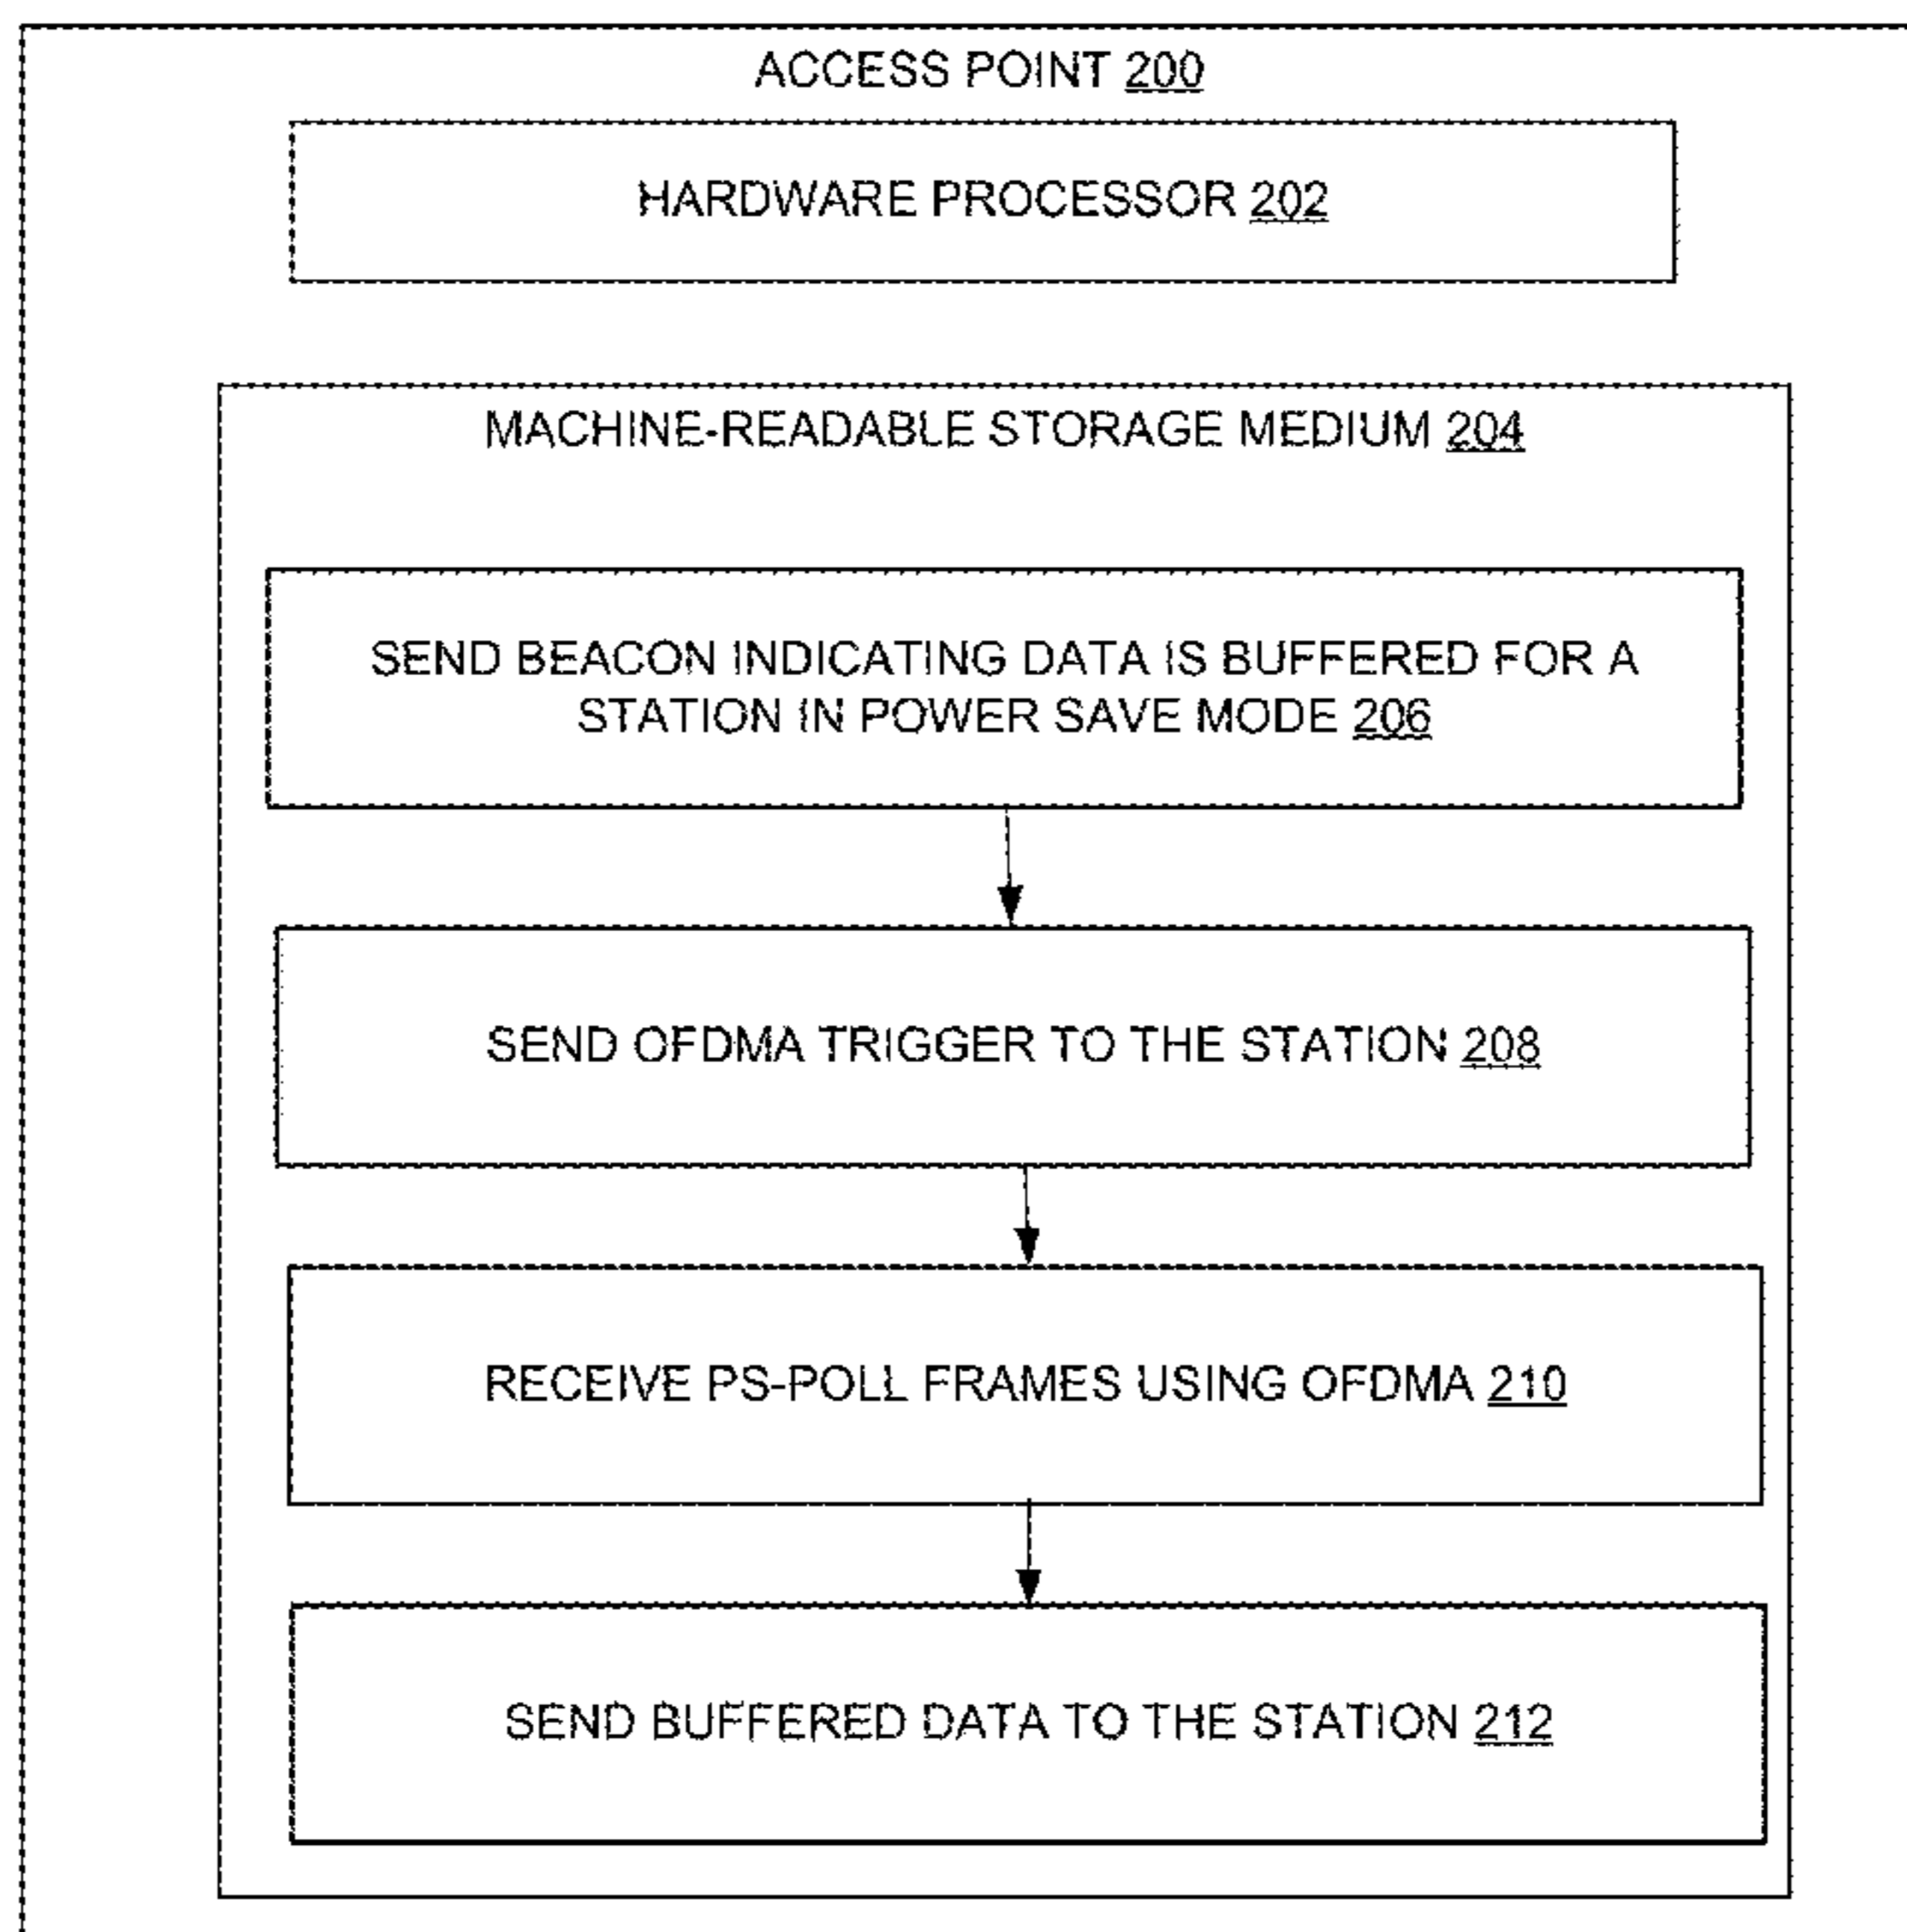 ACCESS POINT 200
HARDWARE PROCESSOR 202
MACHINE-READABLE STORAGE MEDIUM 204
SEND BEACON INDICATING DATA IS BUFFERED FOR A
STATION IN POWER SAVE MODE 206
SEND OFDMA TRIGGER TO THE STATION 208
RECEIVE PS-POLL FRAMES USING OFDMA 210
SEND BUFFERED DATA TO THE STATION 212